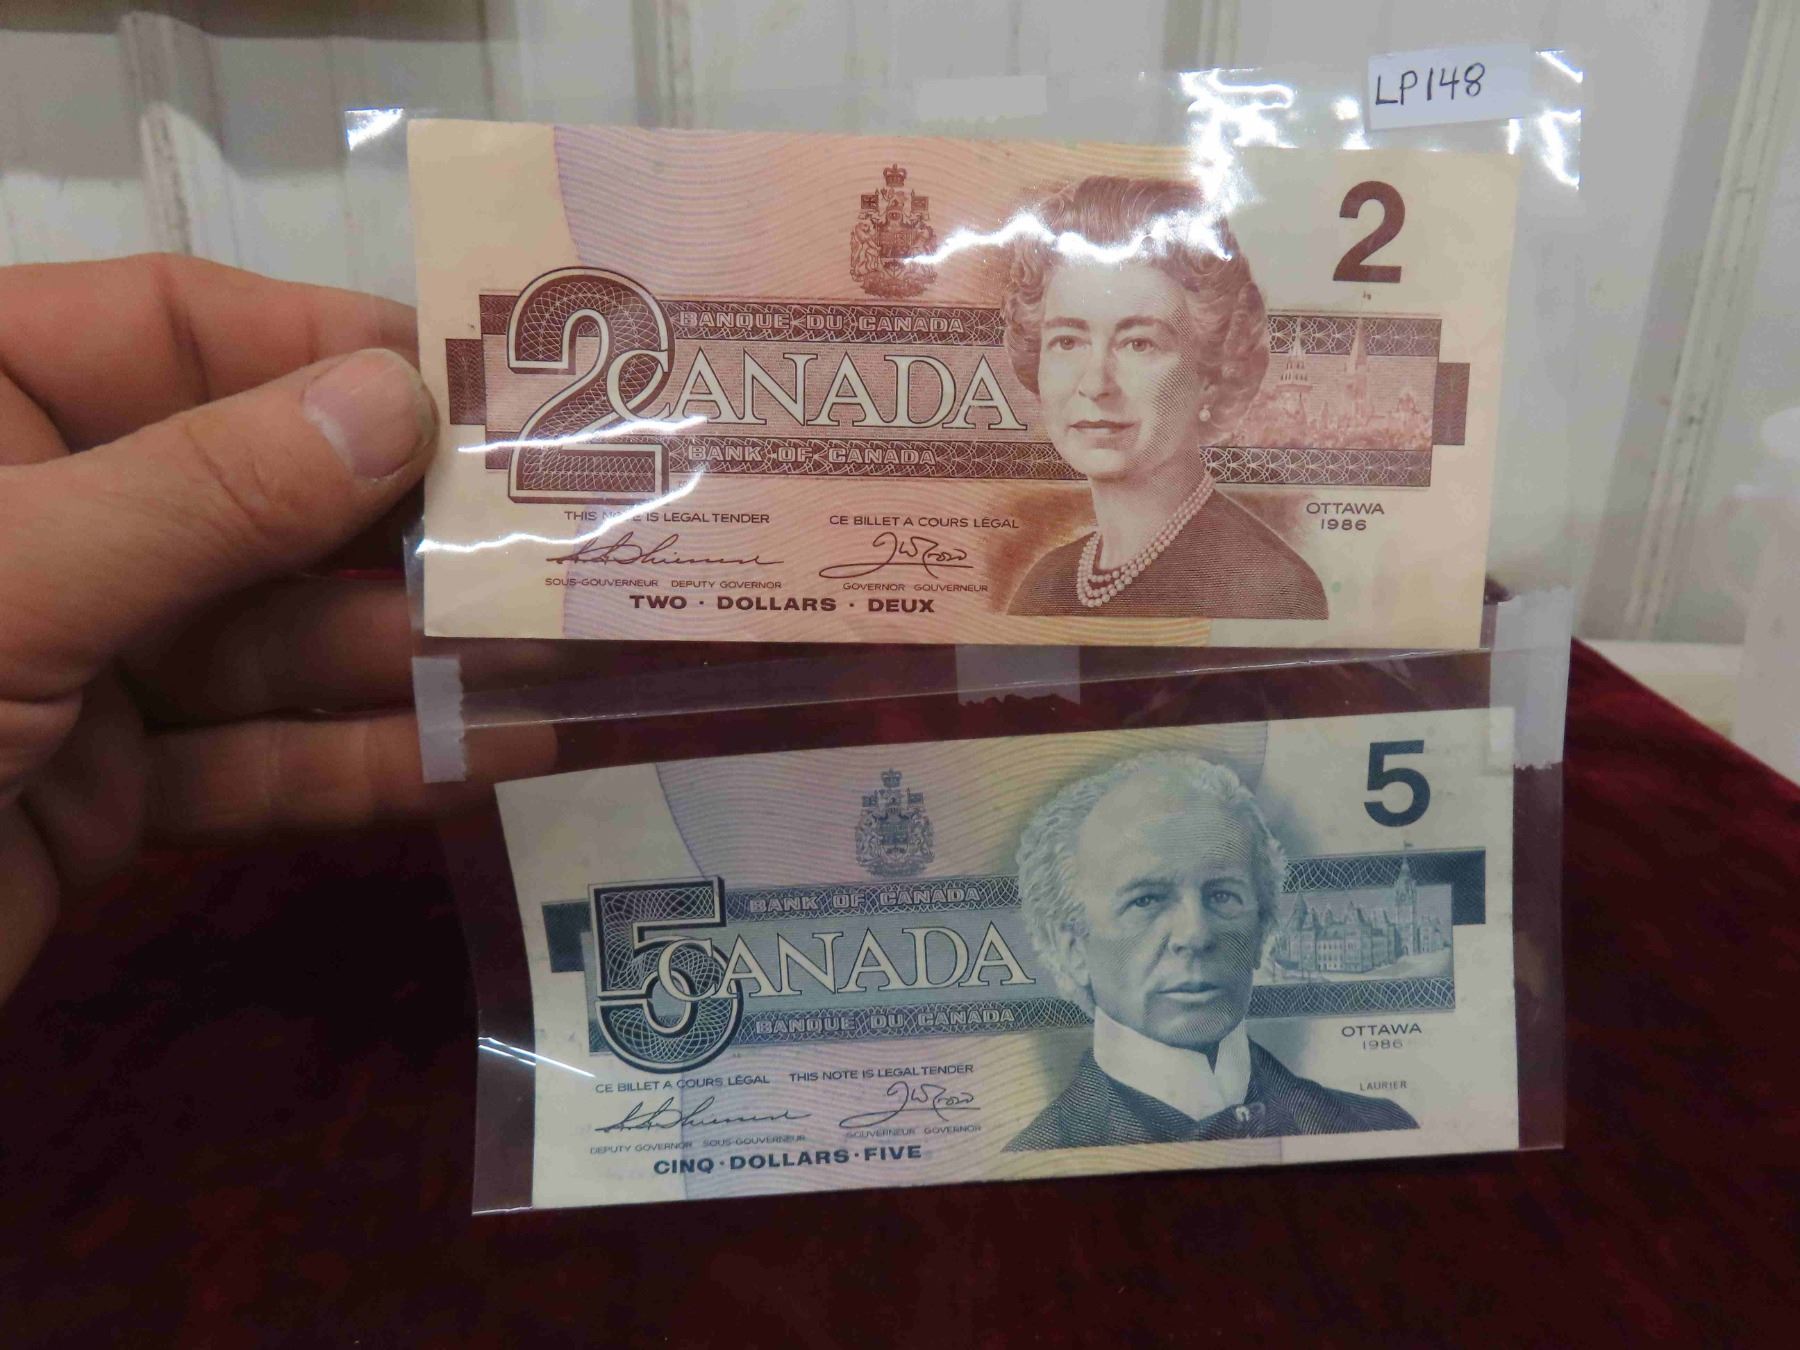 LP148
2
BANQUE DU CANADA
2 CANADA
BANK OF CANADA
OTTAWA
1986
THIS NOTE IS LEGAL TENDER CE BILLET A COURS LÉGAL
SOUS-GOUVERNEUR DEPUTY GOVERNOR GOVERNOR GOUVERNEUR
TWO · DOLLARS · DEUX
5
BANK OF CANADA
5 CANADA
BANQUE DU CANADA
OTTAWA
1986
CE BILLET A COURS LÉGAL THIS NOTE IS LEGAL TENDER
LAURIER
DEPUTY GOVERNOR SOUS-GOUVERNEUR GOUVERNEUR GOVERNOR
CINQ · DOLLARS · FIVE